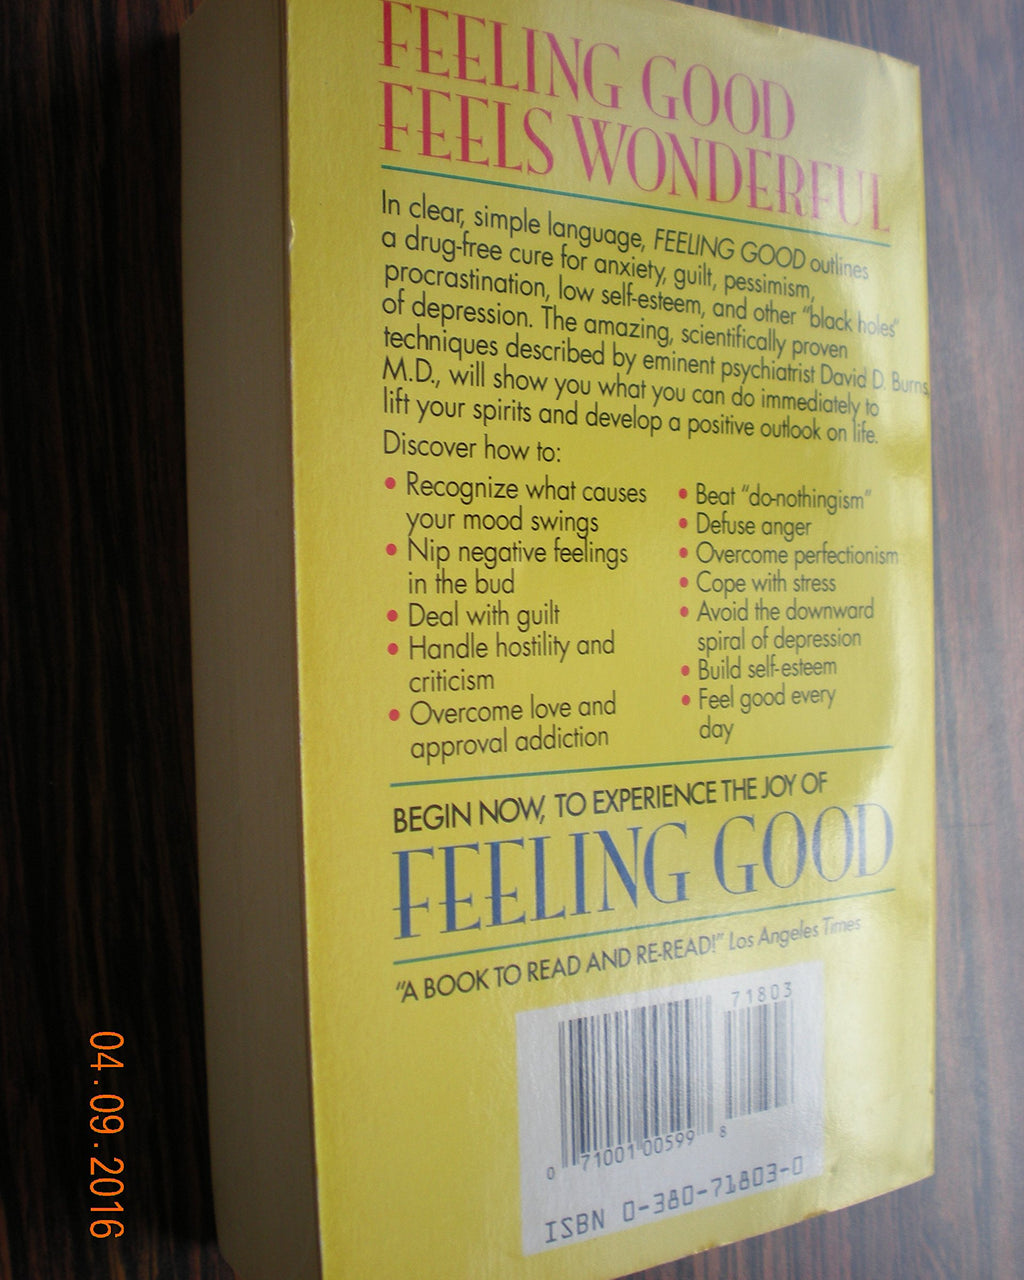 FEELING GOOD
FEELS WONDERFUL
In clear, simple language, FEELING GOOD outlines
a drug-free cure for anxiety, guilt, pessimism,
procrastination, low self-esteem, and other "black holes"
of depression. The amazing, scientifically proven
techniques described by eminent psychiatrist David D. Burns,
M.D., will show you what you can do immediately to
lift your spirits and develop a positive outlook on life.
Discover how to:
• Recognize what causes
your mood swings
• Nip negative feelings
in the bud
• Deal with guilt
• Handle hostility and
criticism
• Overcome love and
approval addiction
• Beat "do-nothingism"
• Defuse anger
• Overcome perfectionism
• Cope with stress
• Avoid the downward
spiral of depression
• Build self-esteem
• Feel good every
day
BEGIN NOW, TO EXPERIENCE THE JOY OF
FEELING GOOD
"A BOOK TO READ AND RE-READ!" Los Angeles Times
71803
0 71001 00599 8
ISBN 0-380-71803-0
04.09.2016